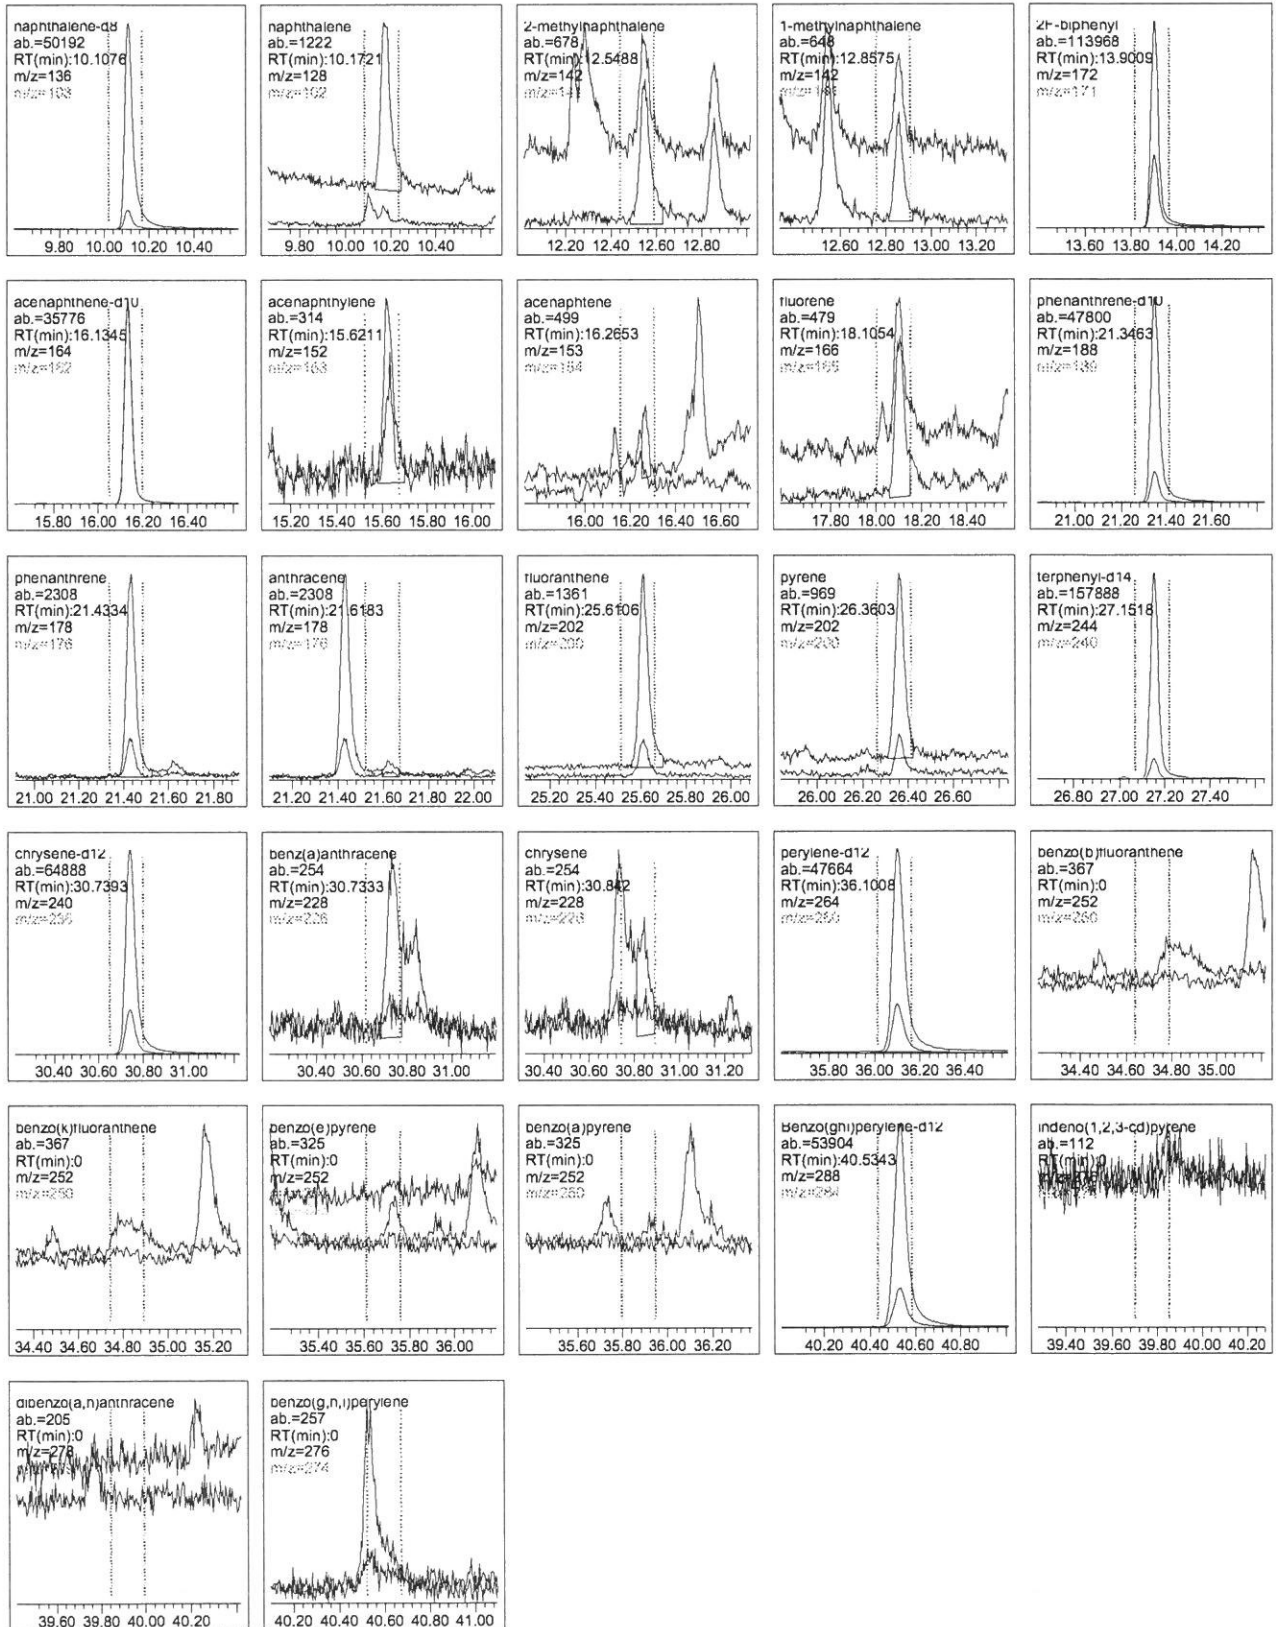 naphthalene-d8
ab.=50192
RT(min):10.1076
m/z=136
9.80 10.00 10.20 10.40
naphthalene
ab.=1222
RT(min):10.1721
m/z=128
m/z=102
9.80 10.00 10.20 10.40
2-methylnaphthalene
ab.=678
RT(min):12.5488
m/z=142
12.20 12.40 12.60 12.80
1-methylnaphthalene
ab.=648
RT(min):12.8575
m/z=142
12.60 12.80 13.00 13.20
2F-biphenyl
ab.=113968
RT(min):13.9009
m/z=172
m/z=171
13.60 13.80 14.00 14.20
acenaphthene-d10
ab.=35776
RT(min):16.1345
m/z=164
m/z=162
15.80 16.00 16.20 16.40
acenaphthylene
ab.=314
RT(min):15.6211
m/z=152
m/z=153
15.20 15.40 15.60 15.80 16.00
acenaphtene
ab.=499
RT(min):16.2653
m/z=153
m/z=154
16.00 16.20 16.40 16.60
fluorene
ab.=479
RT(min):18.1054
m/z=166
m/z=165
17.80 18.00 18.20 18.40
phenanthrene-d10
ab.=47800
RT(min):21.3463
m/z=188
m/z=189
21.00 21.20 21.40 21.60
phenanthrene
ab.=2308
RT(min):21.4334
m/z=178
m/z=176
21.00 21.20 21.40 21.60 21.80
anthracene
ab.=2308
RT(min):21.6183
m/z=178
m/z=176
21.20 21.40 21.60 21.80 22.00
fluoranthene
ab.=1361
RT(min):25.6106
m/z=202
m/z=200
25.20 25.40 25.60 25.80 26.00
pyrene
ab.=969
RT(min):26.3603
m/z=202
m/z=200
26.00 26.20 26.40 26.60
terphenyl-d14
ab.=157888
RT(min):27.1518
m/z=244
m/z=240
26.80 27.00 27.20 27.40
chrysene-d12
ab.=64888
RT(min):30.7393
m/z=240
m/z=236
30.40 30.60 30.80 31.00
benz(a)anthracene
ab.=254
RT(min):30.7333
m/z=228
m/z=226
30.40 30.60 30.80 31.00
chrysene
ab.=254
RT(min):30.842
m/z=228
m/z=226
30.40 30.60 30.80 31.00 31.20
perylene-d12
ab.=47664
RT(min):36.1008
m/z=264
m/z=260
35.80 36.00 36.20 36.40
benzo(b)fluoranthene
ab.=367
RT(min):0
m/z=252
m/z=250
34.40 34.60 34.80 35.00
benzo(k)fluoranthene
ab.=367
RT(min):0
m/z=252
m/z=250
34.40 34.60 34.80 35.00 35.20
benzo(e)pyrene
ab.=325
RT(min):0
m/z=252
35.40 35.60 35.80 36.00
benzo(a)pyrene
ab.=325
RT(min):0
m/z=252
m/z=250
35.60 35.80 36.00 36.20
Benzo(ghi)perylene-d12
ab.=53904
RT(min):40.5343
m/z=288
m/z=284
40.20 40.40 40.60 40.80
indeno(1,2,3-cd)pyrene
ab.=112
RT(min):0
39.40 39.60 39.80 40.00 40.20
dibenzo(a,h)anthracene
ab.=205
RT(min):0
m/z=278
39.60 39.80 40.00 40.20
benzo(g,h,i)perylene
ab.=257
RT(min):0
m/z=276
m/z=274
40.20 40.40 40.60 40.80 41.00